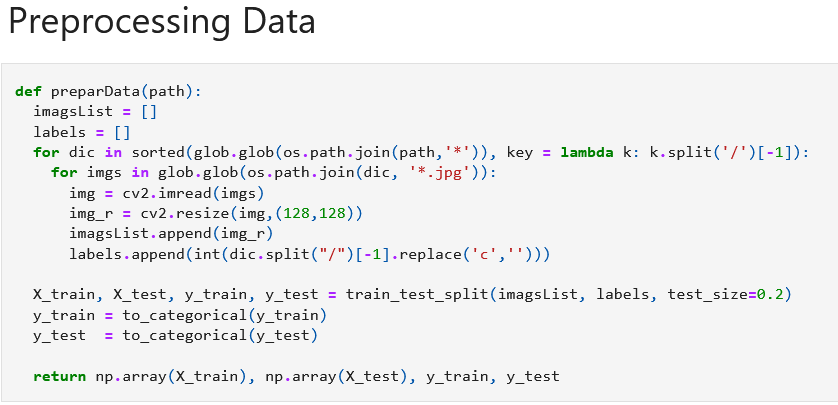 Preprocessing Data
def preparData(path):
  imagsList = []
  labels = []
  for dic in sorted(glob.glob(os.path.join(path,'*')), key = lambda k: k.split('/')[-1]):
    for imgs in glob.glob(os.path.join(dic, '*.jpg')):
      img = cv2.imread(imgs)
      img_r = cv2.resize(img,(128,128))
      imagsList.append(img_r)
      labels.append(int(dic.split("/")[-1].replace('c','')))
  X_train, X_test, y_train, y_test = train_test_split(imagsList, labels, test_size=0.2)
  y_train = to_categorical(y_train)
  y_test  = to_categorical(y_test)
  return np.array(X_train), np.array(X_test), y_train, y_test